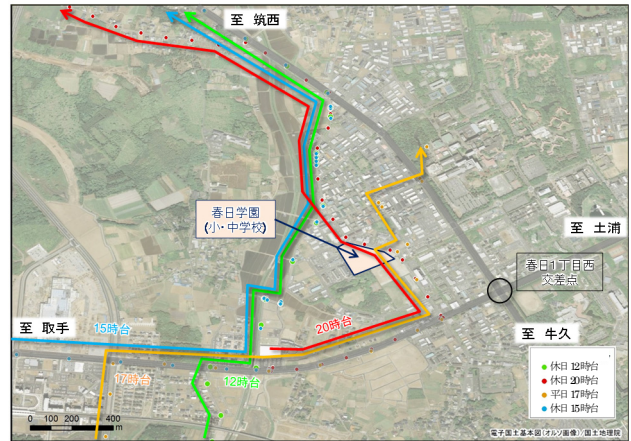 至 筑西
春日学園
(小・中学校)
至 土浦
春日1丁目西
交差点
至 取手
15時台
20時台
至 牛久
17時台
12時台
休日 12時台
休日 20時台
平日 17時台
休日 15時台
0 100 200 400
m
電子国土基本図(オルソ画像)/国土地理院